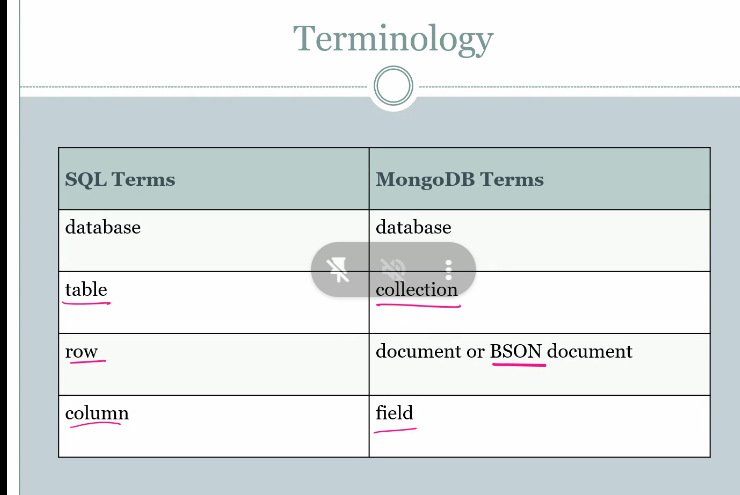 Terminology
SQL Terms
MongoDB Terms
database
database
table
collection
row
document or BSON document
column
field